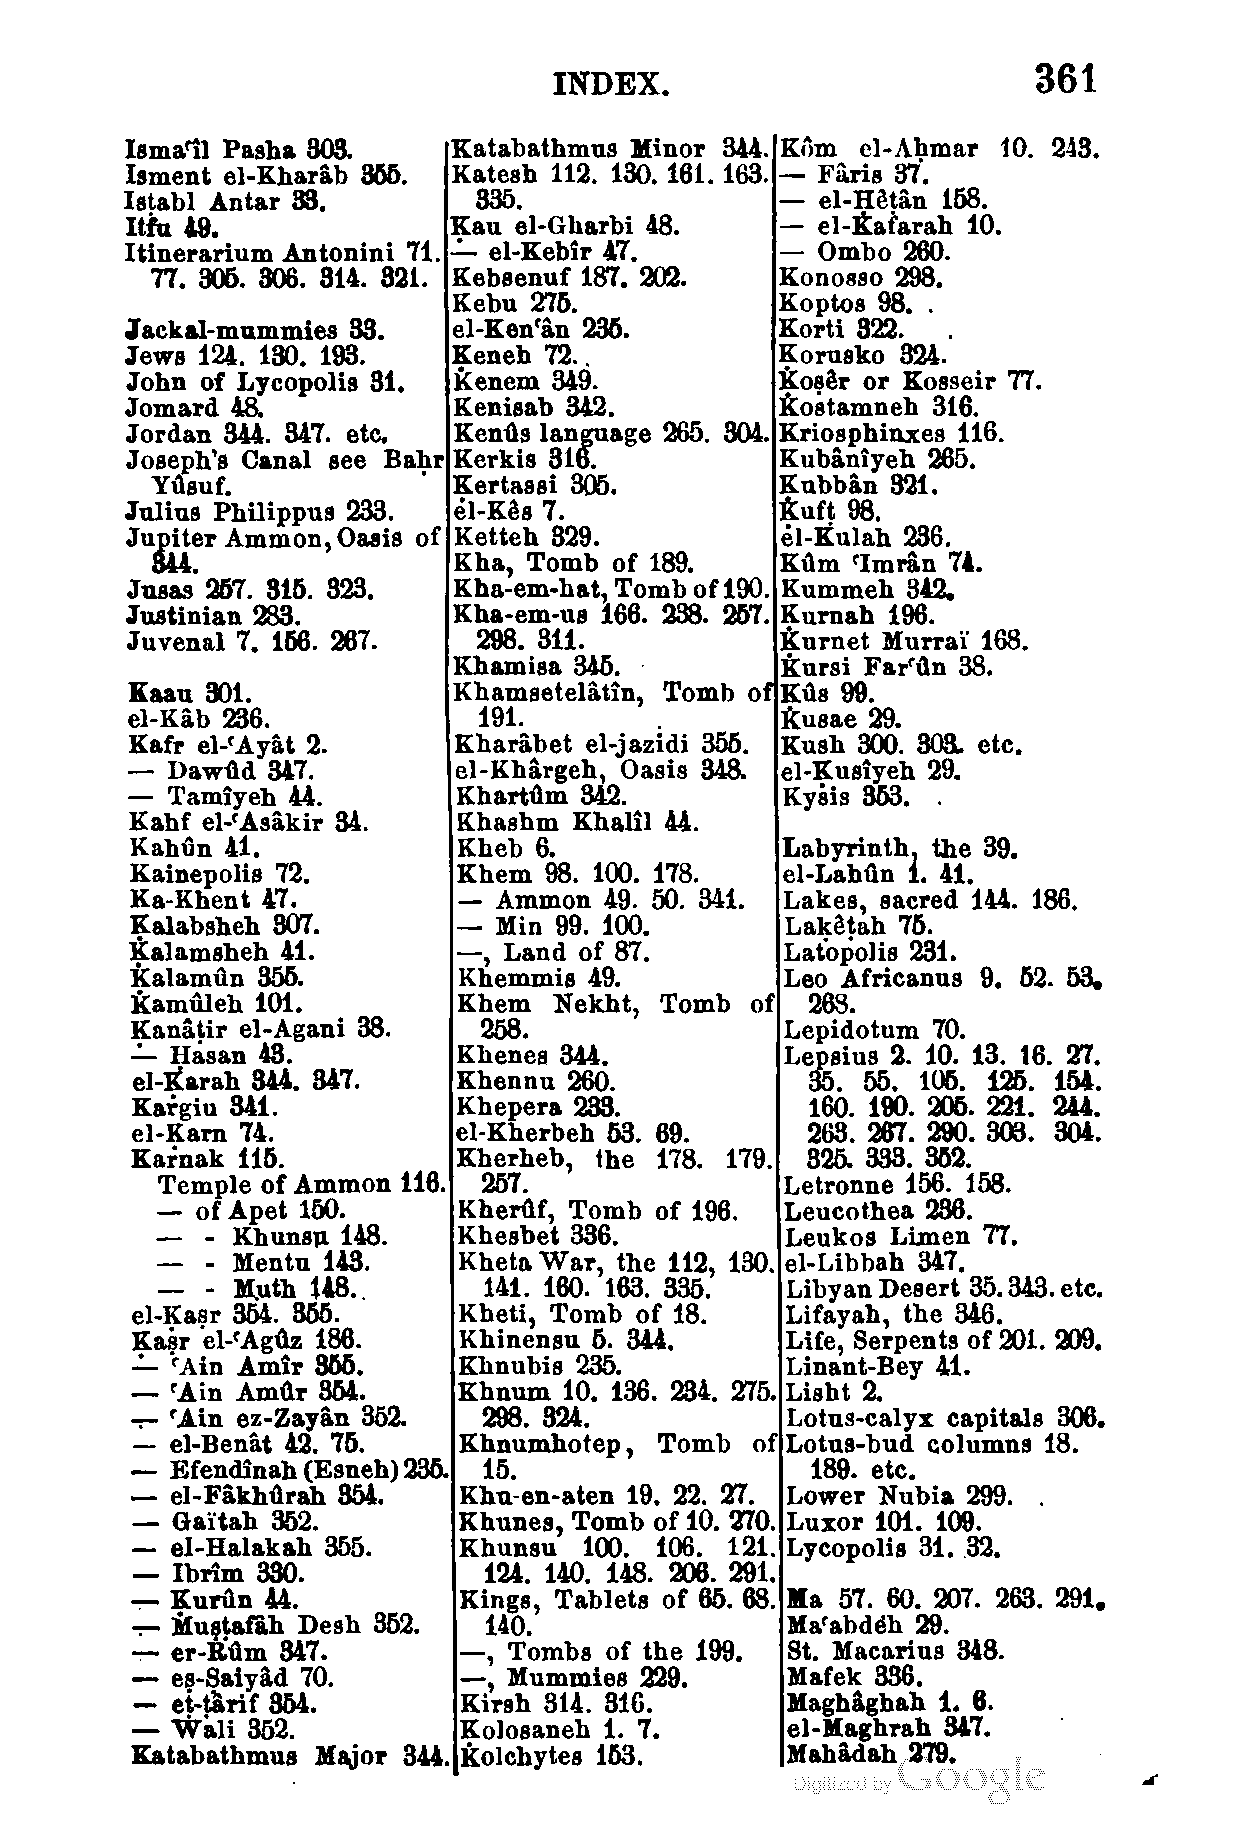 INDEX. 361
Ismaʿîl Pasha 303.
Isment el-Kharâb 355.
Isṭabl Antar 33.
Itfu 49.
Itinerarium Antonini 71.
77. 305. 306. 314. 321.
Jackal-mummies 33.
Jews 124. 130. 193.
John of Lycopolis 31.
Jomard 48.
Jordan 344. 347. etc.
Joseph's Canal see Baḥr
Yûsuf.
Julius Philippus 233.
Jupiter Ammon, Oasis of
344.
Jusas 257. 315. 323.
Justinian 283.
Juvenal 7. 156. 267.
Kaau 301.
el-Kâb 236.
Kafr el-ʿAyât 2.
— Dawûd 347.
— Tamîyeh 44.
Kahf el-ʿAsâkir 34.
Kahûn 41.
Kainepolis 72.
Ka-Khent 47.
Kalabsheh 307.
Ḳalamsheh 41.
Ḳalamûn 355.
Ḳamûleh 101.
Kanâṭir el-Agani 38.
— Ḥasan 43.
el-Ḳarah 344. 347.
Kargiu 341.
el-Ḳarn 74.
Karnak 115.
Temple of Ammon 116.
— of Apet 150.
— - Khunsu 148.
— - Mentu 143.
— - Muth 148.
el-Ḳaṣr 354. 355.
Ḳaṣr el-ʿAgûz 186.
— ʿAin Amîr 355.
— ʿAin Amûr 354.
— ʿAin ez-Zayân 352.
— el-Benât 42. 75.
— Efendînah (Esneh) 235.
— el-Fâkhûrah 354.
— Gaïtah 352.
— el-Halakah 355.
— Ibrîm 330.
— Ḳurûn 44.
— Muṣṭafâh Desh 352.
— er-Rûm 347.
— eṣ-Ṣaiyâd 70.
— eṭ-ṭârif 354.
— Wali 352.
Katabathmus Major 344.
Katabathmus Minor 344.
Katesh 112. 130. 161. 163.
335.
Ḳau el-Gharbi 48.
— el-Kebîr 47.
Kebsenuf 187. 202.
Kebu 275.
el-Kenʿân 235.
Ḳeneh 72.
Ḳenem 349.
Kenisab 342.
Kenûs language 265. 304.
Kerkis 316.
Ḳertassi 305.
el-Kês 7.
Ketteh 329.
Kha, Tomb of 189.
Kha-em-hat, Tomb of 190.
Kha-em-us 166. 238. 257.
298. 311.
Khamisa 345.
Khamsetelâtîn, Tomb of
191.
Kharâbet el-jazidi 355.
el-Khârgeh, Oasis 348.
Khartûm 342.
Khashm Khalîl 44.
Kheb 6.
Khem 98. 100. 178.
— Ammon 49. 50. 341.
— Min 99. 100.
—, Land of 87.
Khemmis 49.
Khem Nekht, Tomb of
258.
Khenes 344.
Khennu 260.
Khepera 233.
el-Kherbeh 53. 69.
Kherheb, the 178. 179.
257.
Kherûf, Tomb of 196.
Khesbet 336.
Kheta War, the 112, 130.
141. 160. 163. 335.
Kheti, Tomb of 18.
Khinensu 5. 344.
Khnubis 235.
Khnum 10. 136. 234. 275.
298. 324.
Khnumhotep, Tomb of
15.
Khu-en-aten 19. 22. 27.
Khunes, Tomb of 10. 270.
Khunsu 100. 106. 121.
124. 140. 148. 206. 291.
Kings, Tablets of 65. 68.
140.
—, Tombs of the 199.
—, Mummies 229.
Kirsh 314. 316.
Kolosaneh 1. 7.
Ḳolchytes 153.
Kôm el-Aḥmar 10. 243.
— Fâris 37.
— el-Ḥêṭân 158.
— el-Kafarah 10.
— Ombo 260.
Konosso 298.
Koptos 98.
Korti 322.
Ḳorusko 324.
Ḳoṣêr or Kosseir 77.
Ḳostamneh 316.
Kriosphinxes 116.
Kubânîyeh 265.
Ḳubbân 321.
Ḳufṭ 98.
el-Ḳulah 236.
Kûm ʿImrân 74.
Kummeh 342.
Ḳurnah 196.
Ḳurnet Murraï 168.
Ḳursi Farʿûn 38.
Kûs 99.
Ḳusae 29.
Kush 300. 303. etc.
el-Ḳusîyeh 29.
Kysis 353.
Labyrinth, the 39.
el-Lahûn 1. 41.
Lakes, sacred 144. 186.
Laḳêṭah 75.
Latopolis 231.
Leo Africanus 9. 52. 53.
268.
Lepidotum 70.
Lepsius 2. 10. 13. 16. 27.
35. 55. 105. 125. 154.
160. 190. 205. 221. 244.
263. 267. 290. 303. 304.
325. 333. 352.
Letronne 156. 158.
Leucothea 236.
Leukos Limen 77.
el-Libbah 347.
Libyan Desert 35. 343. etc.
Lifayah, the 346.
Life, Serpents of 201. 209.
Linant-Bey 41.
Lisht 2.
Lotus-calyx capitals 306.
Lotus-bud columns 18.
189. etc.
Lower Nubia 299.
Luxor 101. 109.
Lycopolis 31. 32.
Ma 57. 60. 207. 263. 291.
Maʿabdeh 29.
St. Macarius 348.
Mafek 336.
Maghâghah 1. 6.
el-Maghrah 347.
Mahâdah 279.
Digitized by Google